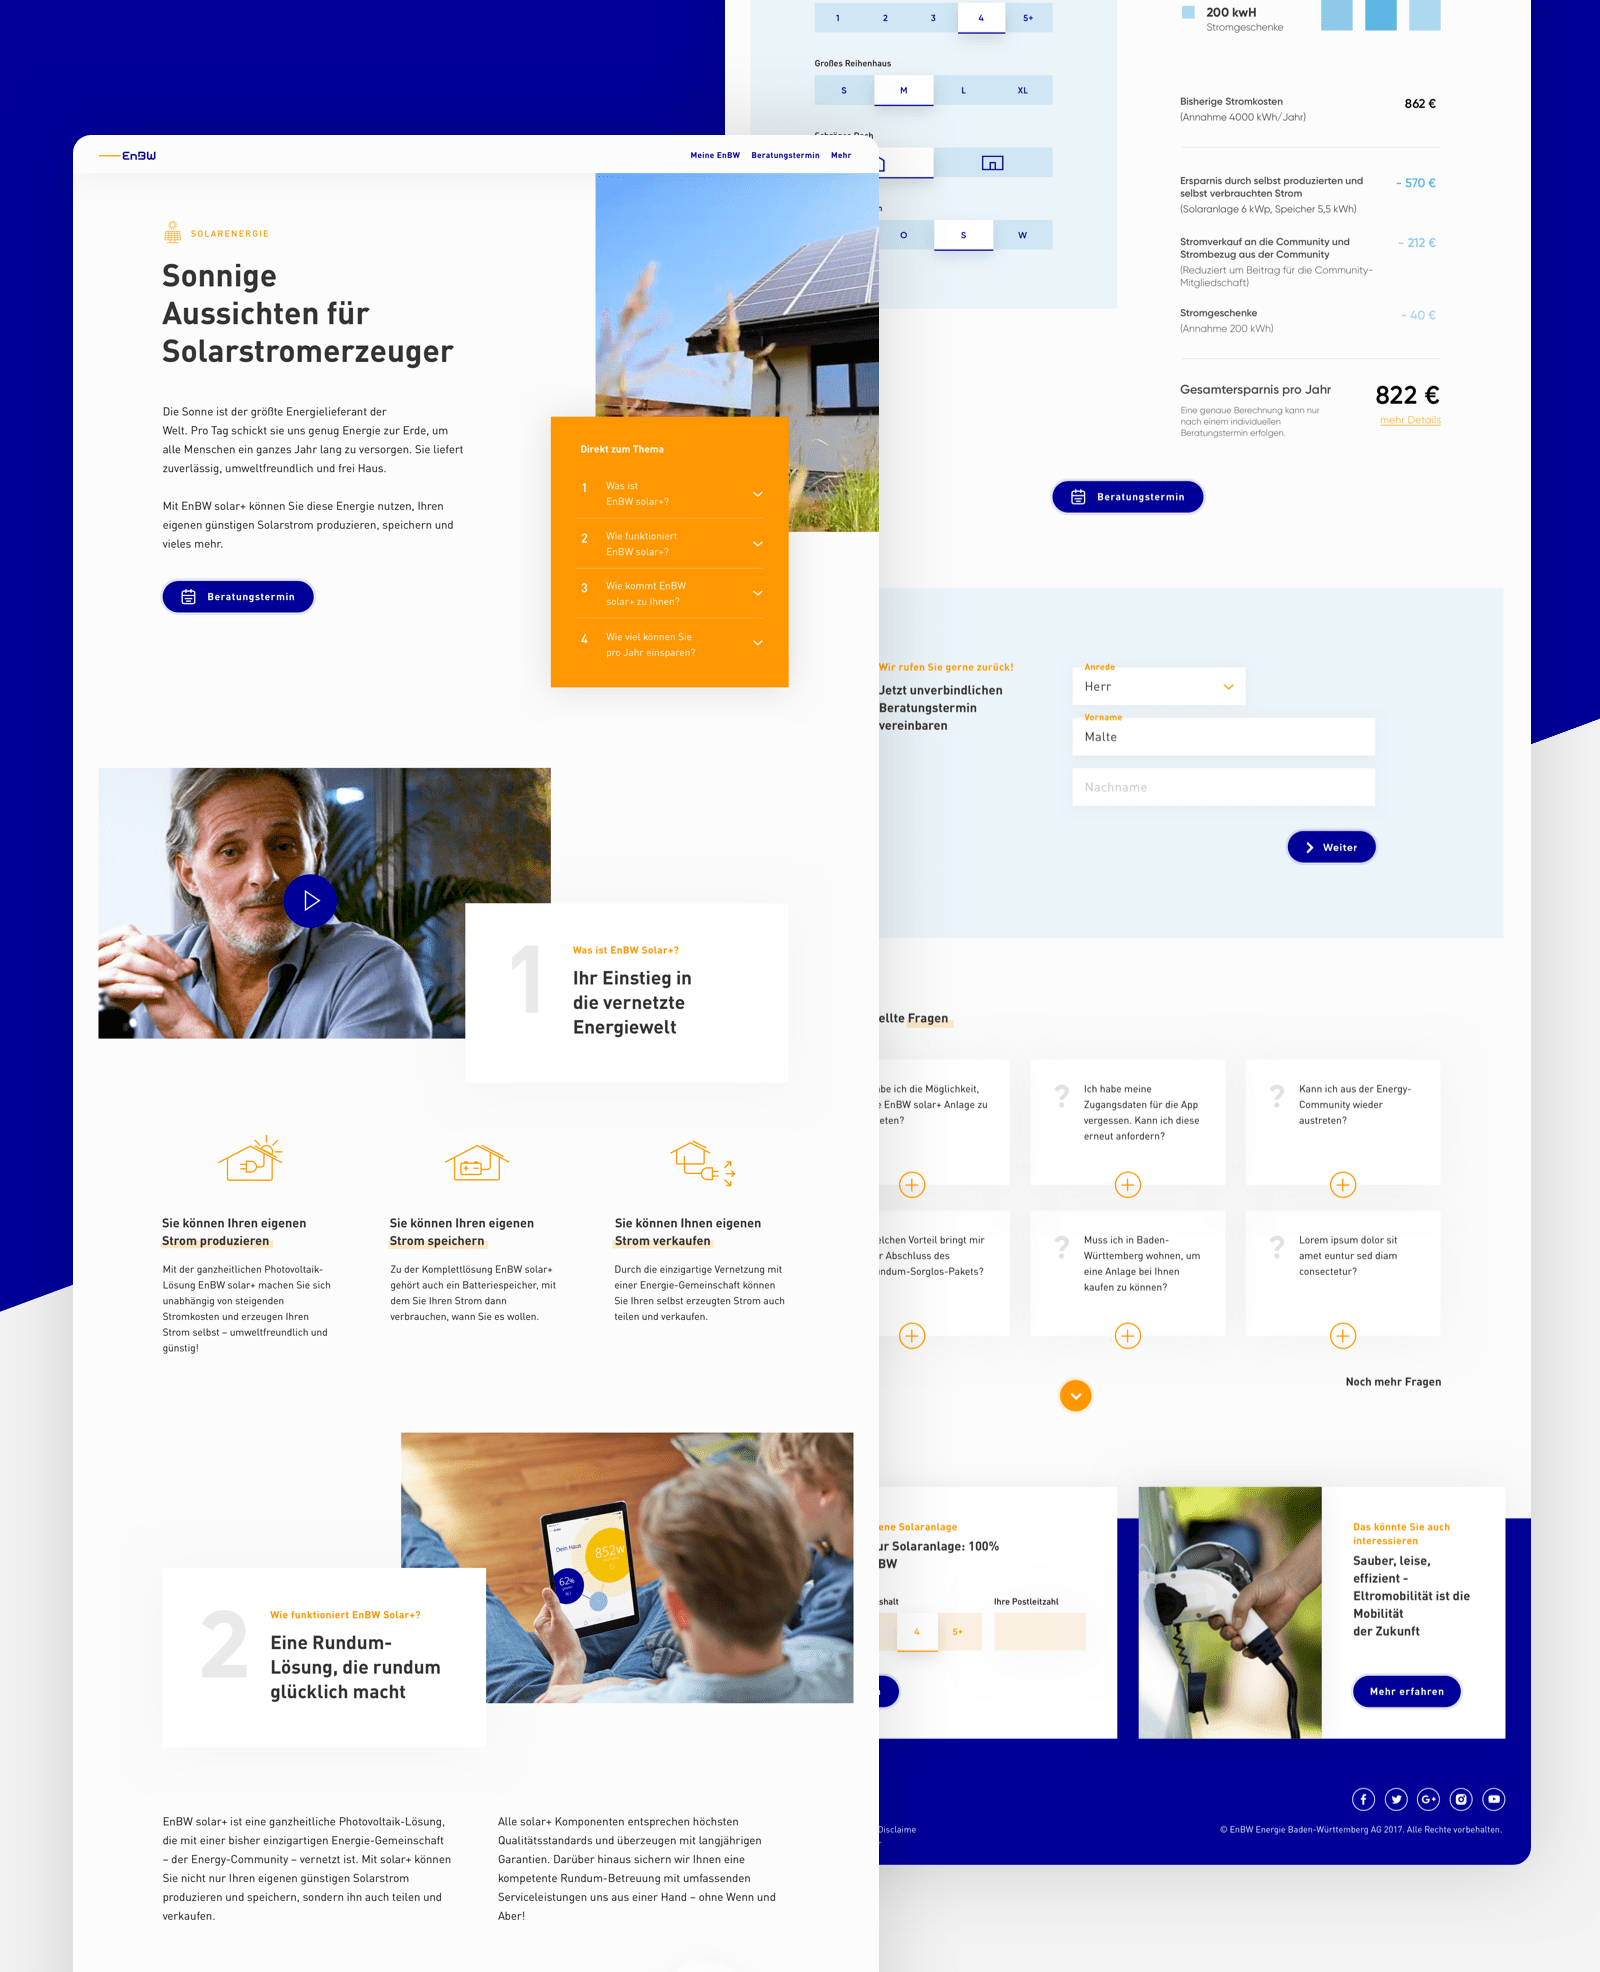 EnBW
Meine EnBW Beratungstermin Mehr
SOLARENERGIE
Sonnige
Aussichten für
Solarstromerzeuger
Die Sonne ist der größte Energielieferant der
Welt. Pro Tag schickt sie uns genug Energie zur Erde, um
alle Menschen ein ganzes Jahr lang zu versorgen. Sie liefert
zuverlässig, umweltfreundlich und frei Haus.
Mit EnBW solar+ können Sie diese Energie nutzen, Ihren
eigenen günstigen Solarstrom produzieren, speichern und
vieles mehr.
Beratungstermin
Direkt zum Thema
1 Was ist
EnBW solar+?
2 Wie funktioniert
EnBW solar+?
3 Wie kommt EnBW
solar+ zu Ihnen?
4 Wie viel können Sie
pro Jahr einsparen?
1
Was ist EnBW Solar+?
Ihr Einstieg in
die vernetzte
Energiewelt
Sie können Ihren eigenen
Strom produzieren
Mit der ganzheitlichen Photovoltaik-
Lösung EnBW solar+ machen Sie sich
unabhängig von steigenden
Stromkosten und erzeugen Ihren
Strom selbst – umweltfreundlich und
günstig!
Sie können Ihren eigenen
Strom speichern
Zu der Komplettlösung EnBW solar+
gehört auch ein Batteriespeicher, mit
dem Sie Ihren Strom dann
verbrauchen, wann Sie es wollen.
Sie können Ihnen eigenen
Strom verkaufen
Durch die einzigartige Vernetzung mit
einer Energie-Gemeinschaft können
Sie Ihren selbst erzeugten Strom auch
teilen und verkaufen.
Dein Haus
852w
62%
2
Wie funktioniert EnBW Solar+?
Eine Rundum-
Lösung, die rundum
glücklich macht
EnBW solar+ ist eine ganzheitliche Photovoltaik-Lösung,
die mit einer bisher einzigartigen Energie-Gemeinschaft
– der Energy-Community – vernetzt ist. Mit solar+ können
Sie nicht nur Ihren eigenen günstigen Solarstrom
produzieren und speichern, sondern ihn auch teilen und
verkaufen.
Alle solar+ Komponenten entsprechen höchsten
Qualitätsstandards und überzeugen mit langjährigen
Garantien. Darüber hinaus sichern wir Ihnen eine
kompetente Rundum-Betreuung mit umfassenden
Serviceleistungen uns aus einer Hand – ohne Wenn und
Aber!
1 2 3 4 5+
Großes Reihenhaus
S M L XL
n
O S W
200 kwH
Stromgeschenke
Bisherige Stromkosten 862 €
(Annahme 4000 kWh/Jahr)
Ersparnis durch selbst produzierten und - 570 €
selbst verbrauchten Strom
(Solaranlage 6 kWp, Speicher 5,5 kWh)
Stromverkauf an die Community und - 212 €
Strombezug aus der Community
(Reduziert um Beitrag für die Community-
Mitgliedschaft)
Stromgeschenke - 40 €
(Annahme 200 kWh)
Gesamtersparnis pro Jahr 822 €
Eine genaue Berechnung kann nur
nach einem individuellen
Beratungstermin erfolgen.
mehr Details
Beratungstermin
Wir rufen Sie gerne zurück!
Jetzt unverbindlichen
Beratungstermin
vereinbaren
Anrede
Herr
Vorname
Malte
Nachname
Weiter
ellte Fragen
be ich die Möglichkeit,
e EnBW solar+ Anlage zu
eten?
? Ich habe meine
Zugangsdaten für die App
vergessen. Kann ich diese
erneut anfordern?
? Kann ich aus der Energy-
Community wieder
austreten?
elchen Vorteil bringt mir
r Abschluss des
undum-Sorglos-Pakets?
? Muss ich in Baden-
Württemberg wohnen, um
eine Anlage bei Ihnen
kaufen zu können?
? Lorem ipsum dolor sit
amet euntur sed diam
consectetur?
Noch mehr Fragen
ene Solaranlage
ur Solaranlage: 100%
BW
shalt
4 5+
Ihre Postleitzahl
n
Das könnte Sie auch
interessieren
Sauber, leise,
effizient -
Eltromobilität ist die
Mobilität
der Zukunft
Mehr erfahren
Disclaime
© EnBW Energie Baden-Württemberg AG 2017. Alle Rechte vorbehalten.